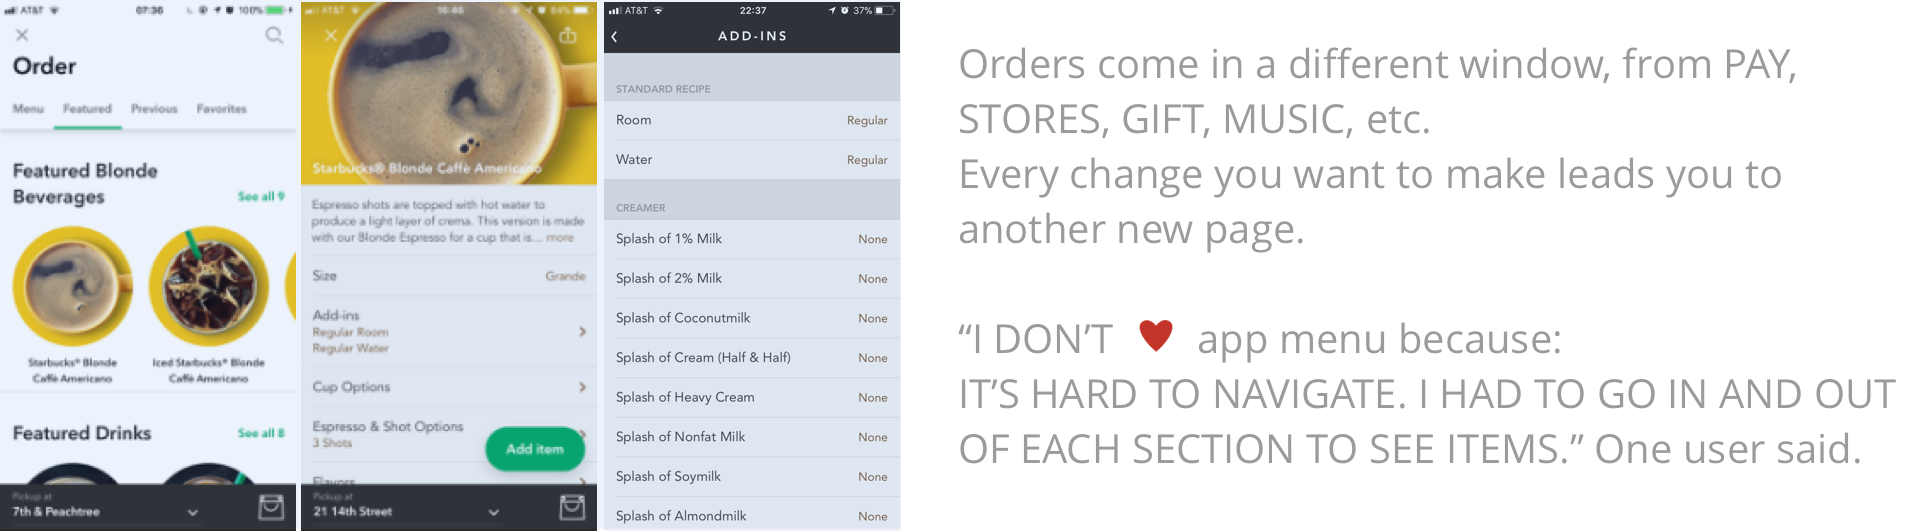 AT&T 07:36 100%
Order
Menu Featured Previous Favorites
Featured Blonde
Beverages See all 9
Starbucks® Blonde
Caffè Americano
Iced Starbucks® Blonde
Caffè Americano
Featured Drinks See all 8
Pickup at
7th & Peachtree
AT&T 16:46 84%
Starbucks® Blonde Caffè Americano
Espresso shots are topped with hot water to
produce a light layer of crema. This version is made
with our Blonde Espresso for a cup that is... more
Size Grande
Add-ins
Regular Room
Regular Water
Cup Options
Espresso & Shot Options
3 Shots
Add item
Flavors
Pickup at
21 14th Street
AT&T 22:37 37%
ADD-INS
STANDARD RECIPE
Room Regular
Water Regular
CREAMER
Splash of 1% Milk None
Splash of 2% Milk None
Splash of Coconutmilk None
Splash of Cream (Half & Half) None
Splash of Heavy Cream None
Splash of Nonfat Milk None
Splash of Soymilk None
Splash of Almondmilk None
Orders come in a different window, from PAY,
STORES, GIFT, MUSIC, etc.
Every change you want to make leads you to
another new page.
“I DON’T ♥ app menu because:
IT’S HARD TO NAVIGATE. I HAD TO GO IN AND OUT
OF EACH SECTION TO SEE ITEMS.” One user said.